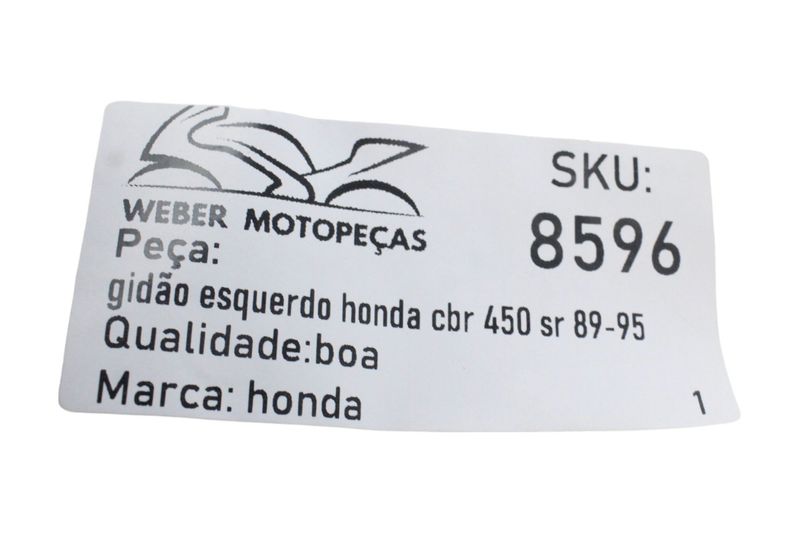 WEBER MOTOPEÇAS
SKU:
8596
Peça:
gidão esquerdo honda cbr 450 sr 89-95
Qualidade:boa
Marca: honda
1